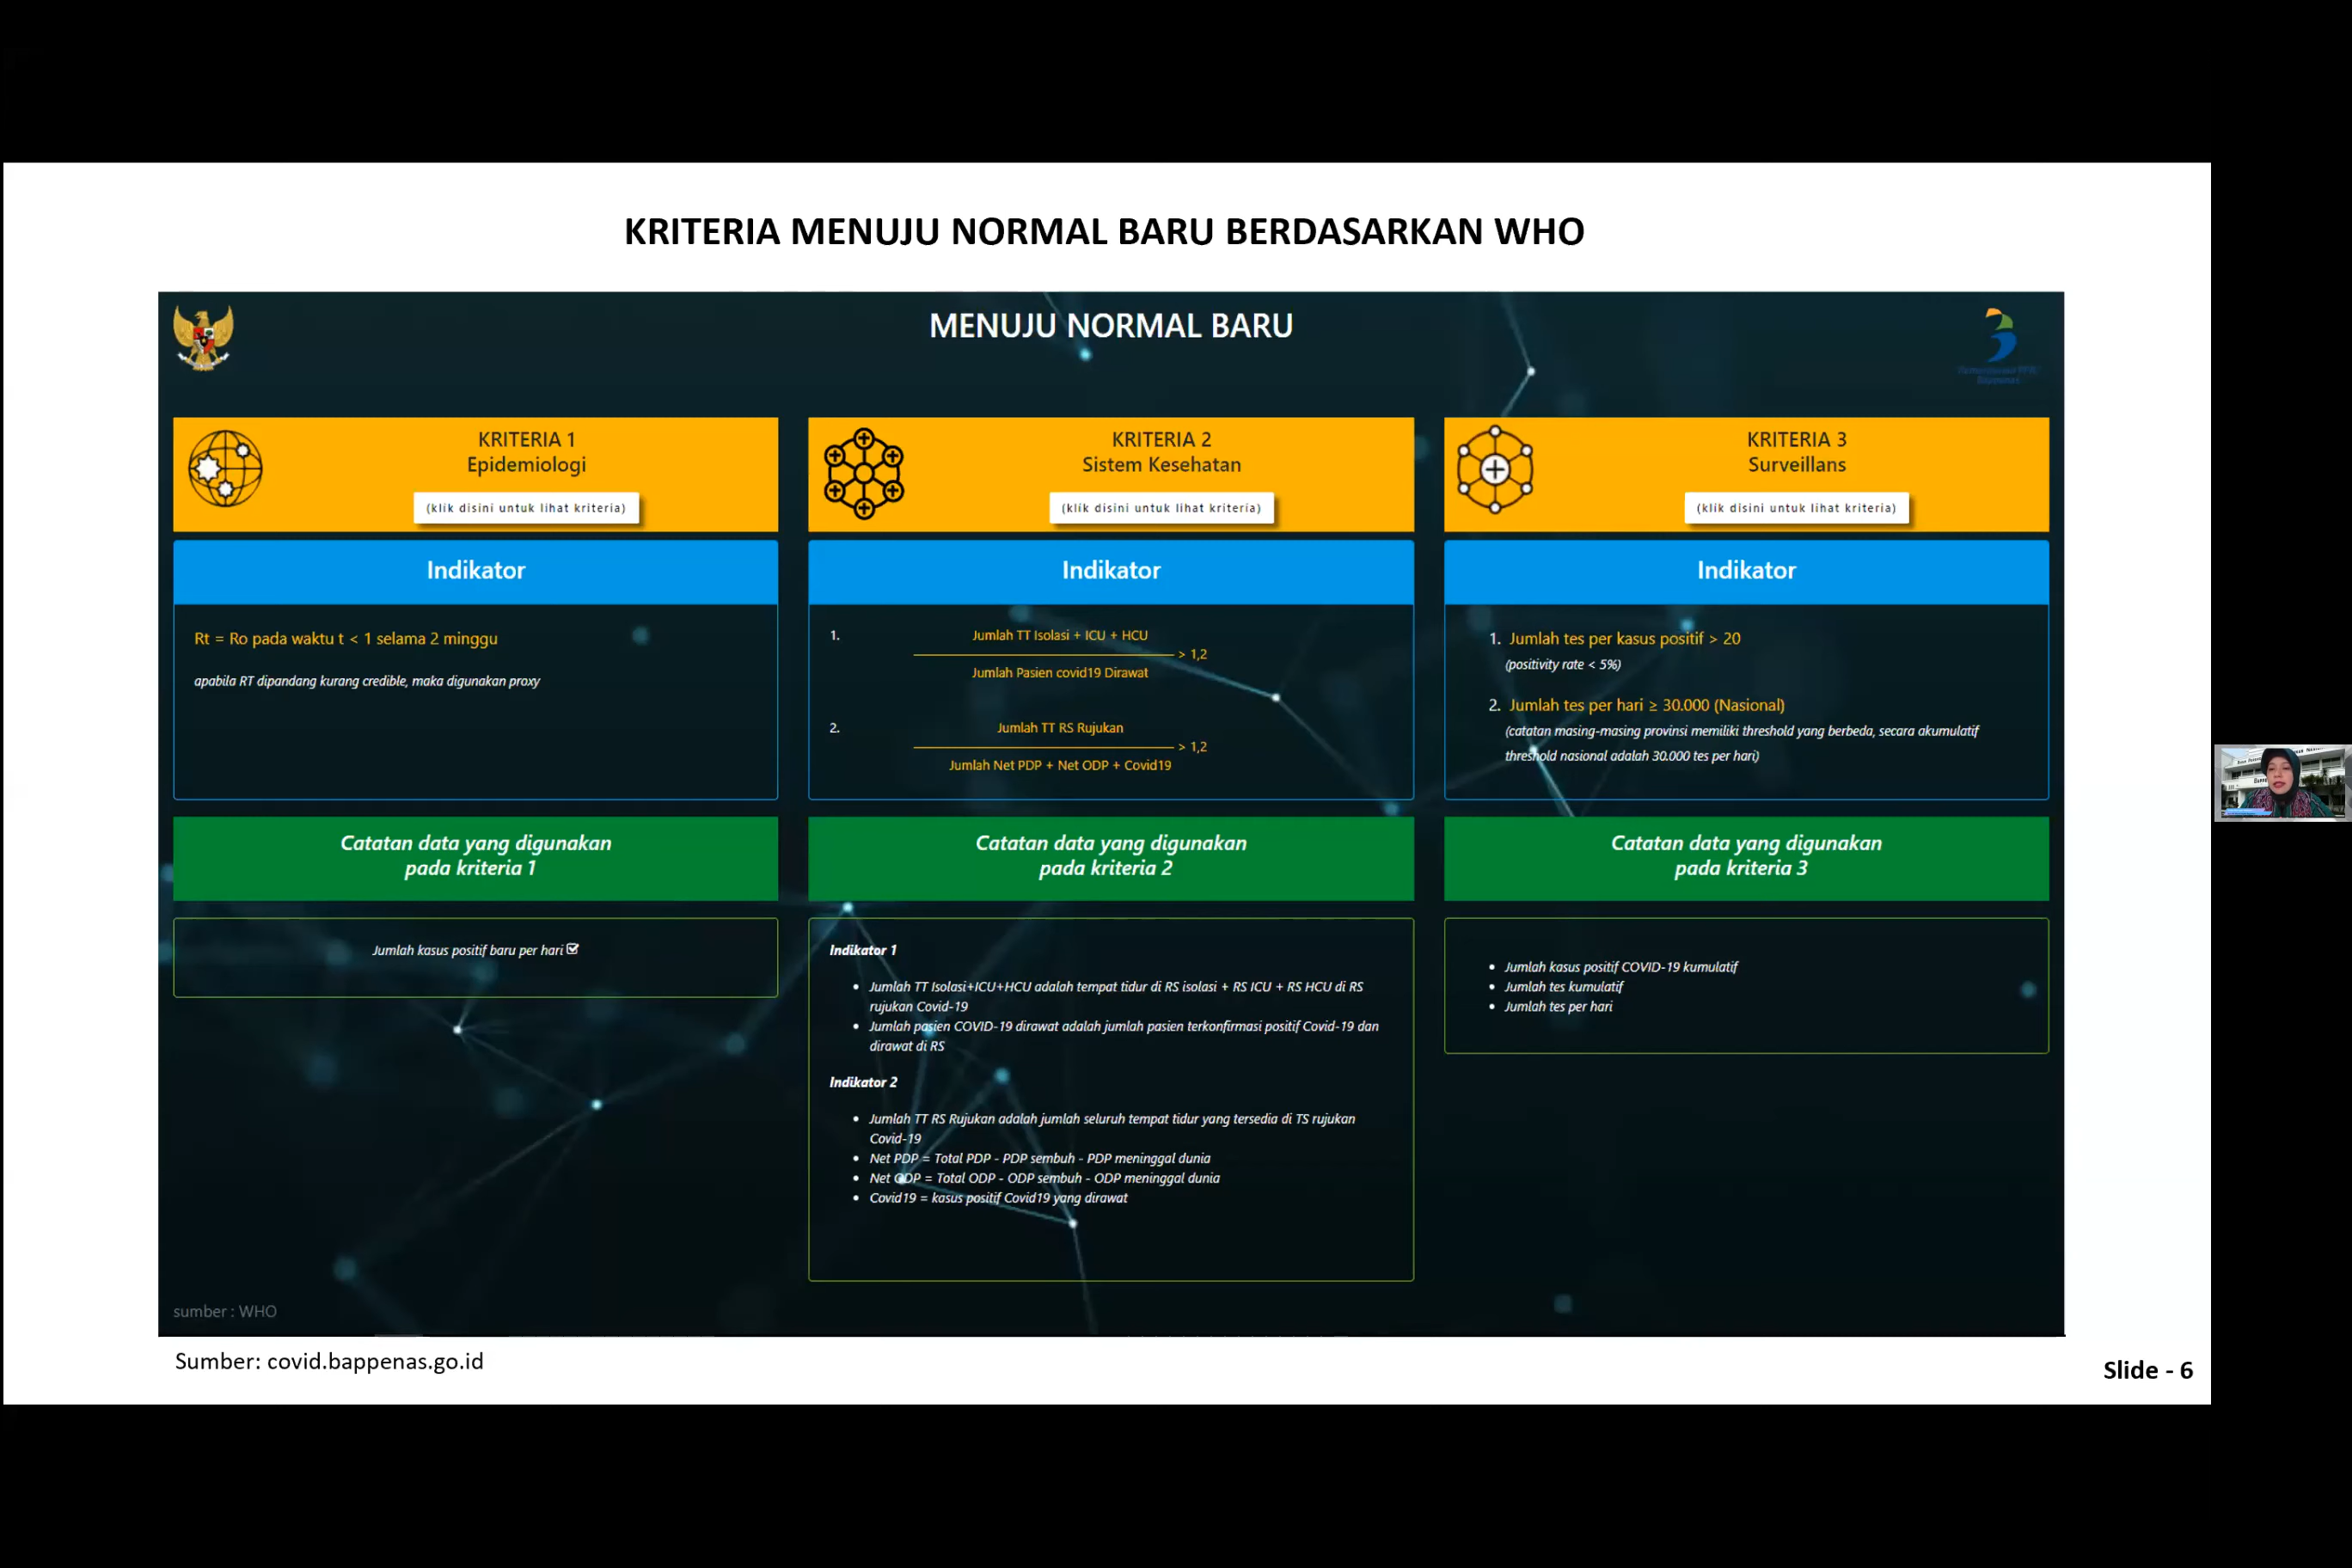 KRITERIA MENUJU NORMAL BARU BERDASARKAN WHO
MENUJU NORMAL BARU
KRITERIA 1
Epidemiologi
(klik disini untuk lihat kriteria)
Indikator
Rt = Ro pada waktu t < 1 selama 2 minggu
apabila RT dipandang kurang credible, maka digunakan proxy
Catatan data yang digunakan
pada kriteria 1
Jumlah kasus positif baru per hari
KRITERIA 2
Sistem Kesehatan
(klik disini untuk lihat kriteria)
Indikator
1.
Jumlah TT Isolasi + ICU + HCU
> 1,2
Jumlah Pasien covid19 Dirawat
2.
Jumlah TT RS Rujukan
> 1,2
Jumlah Net PDP + Net ODP + Covid19
Catatan data yang digunakan
pada kriteria 2
Indikator 1
• Jumlah TT Isolasi+ICU+HCU adalah tempat tidur di RS isolasi + RS ICU + RS HCU di RS
rujukan Covid-19
• Jumlah pasien COVID-19 dirawat adalah jumlah pasien terkonfirmasi positif Covid-19 dan
dirawat di RS
Indikator 2
• Jumlah TT RS Rujukan adalah jumlah seluruh tempat tidur yang tersedia di TS rujukan
Covid-19
• Net PDP = Total PDP - PDP sembuh - PDP meninggal dunia
• Net ODP = Total ODP - ODP sembuh - ODP meninggal dunia
• Covid19 = kasus positif Covid19 yang dirawat
KRITERIA 3
Surveillans
(klik disini untuk lihat kriteria)
Indikator
1. Jumlah tes per kasus positif > 20
(positivity rate < 5%)
2. Jumlah tes per hari ≥ 30.000 (Nasional)
(catatan masing-masing provinsi memiliki threshold yang berbeda, secara akumulatif
threshold nasional adalah 30.000 tes per hari)
Catatan data yang digunakan
pada kriteria 3
• Jumlah kasus positif COVID-19 kumulatif
• Jumlah tes kumulatif
• Jumlah tes per hari
sumber : WHO
Sumber: covid.bappenas.go.id
Slide - 6